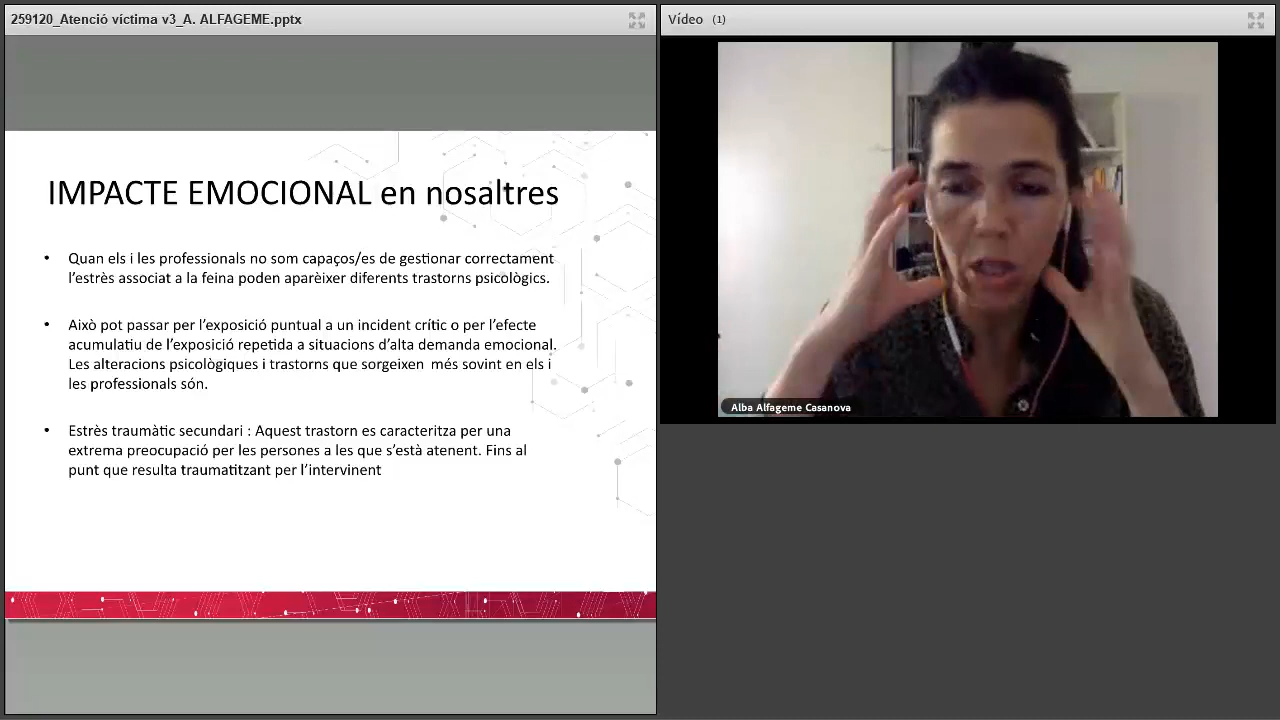 259120_Atenció víctima v3_A. ALFAGEME.pptx
Vídeo (1)
IMPACTE EMOCIONAL en nosaltres
• Quan els i les professionals no som capaços/es de gestionar correctament
l’estrès associat a la feina poden aparèixer diferents trastorns psicològics.
• Això pot passar per l’exposició puntual a un incident crític o per l’efecte
acumulatiu de l’exposició repetida a situacions d’alta demanda emocional.
Les alteracions psicològiques i trastorns que sorgeixen més sovint en els i
les professionals són.
• Estrès traumàtic secundari : Aquest trastorn es caracteritza per una
extrema preocupació per les persones a les que s’està atenent. Fins al
punt que resulta traumatitzant per l’intervinent
Alba Alfageme Casanova